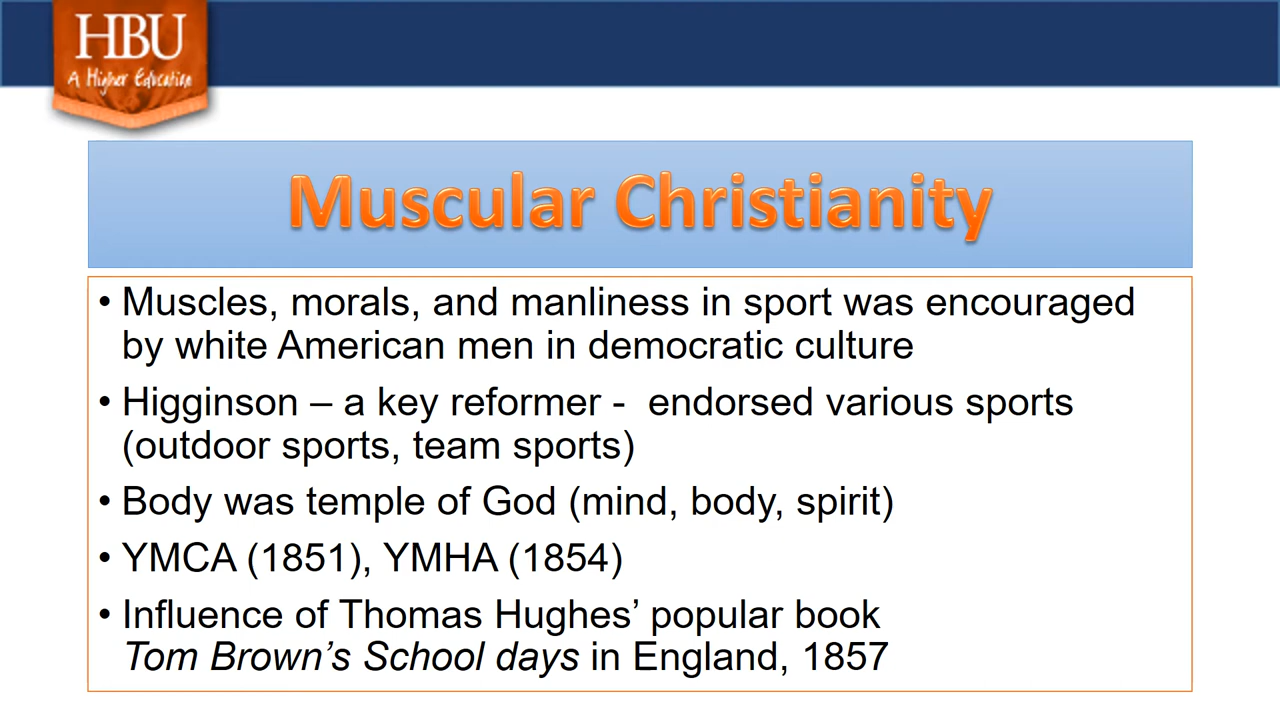 HBU
A Higher Education
Muscular Christianity
• Muscles, morals, and manliness in sport was encouraged
by white American men in democratic culture
• Higginson – a key reformer -  endorsed various sports
(outdoor sports, team sports)
• Body was temple of God (mind, body, spirit)
• YMCA (1851), YMHA (1854)
• Influence of Thomas Hughes’ popular book
Tom Brown’s School days in England, 1857